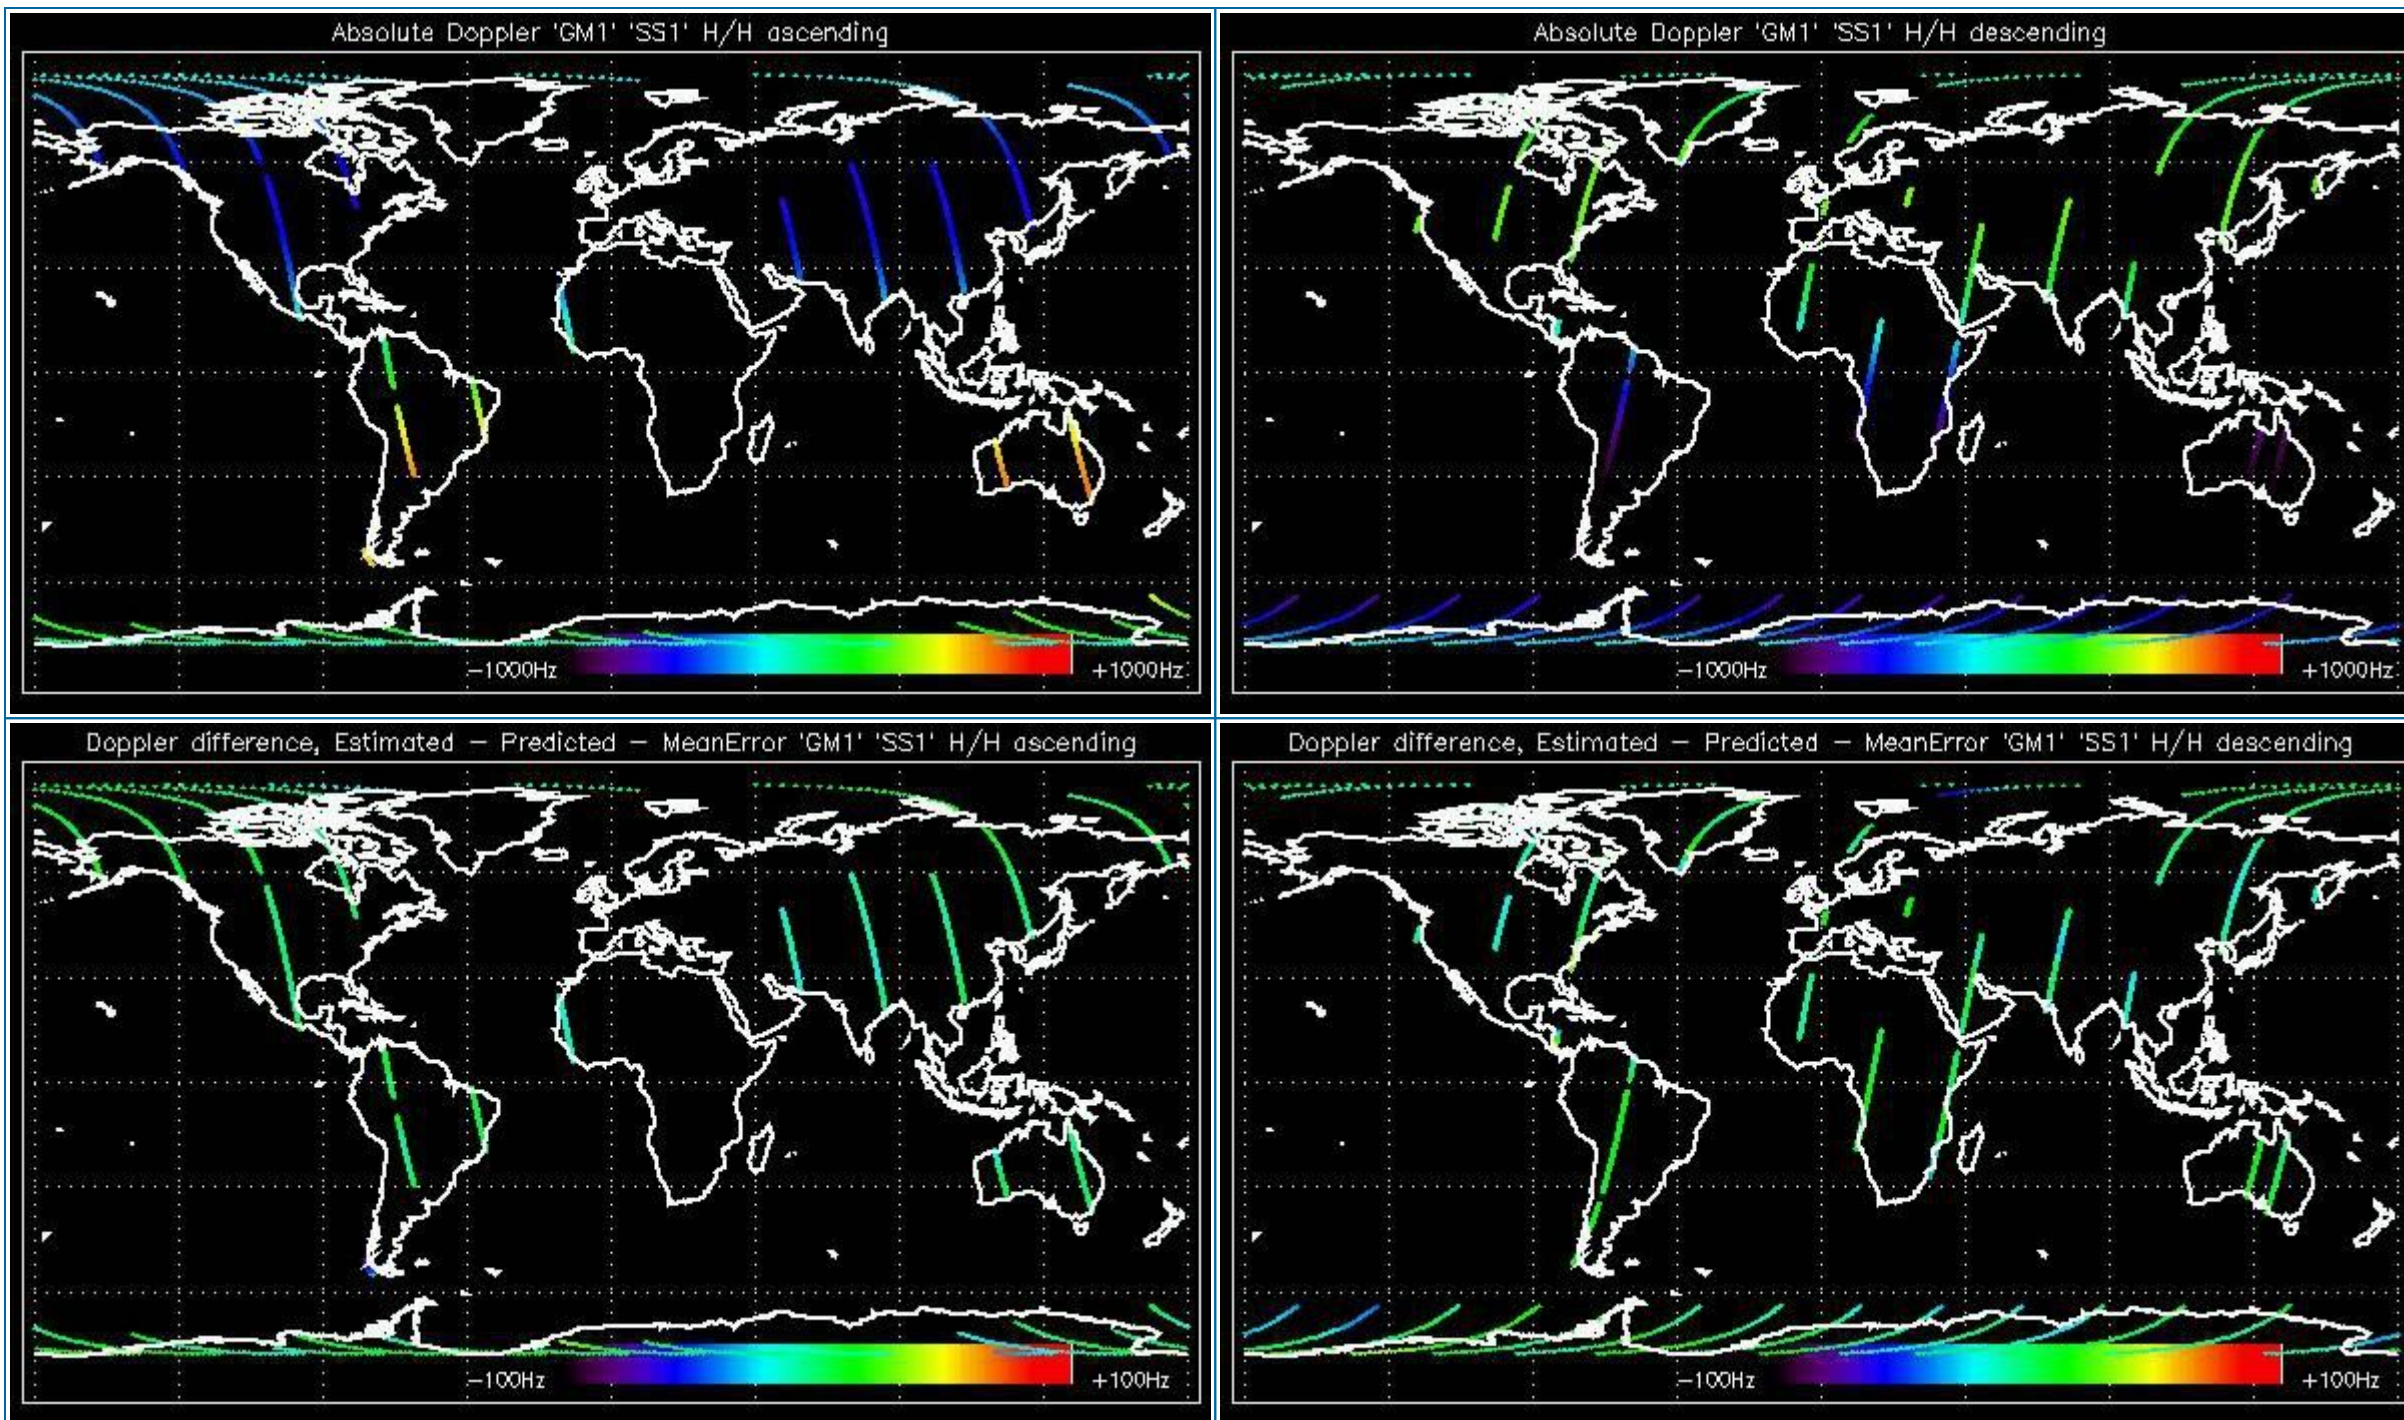 Absolute Doppler 'GM1' 'SS1' H/H ascending
-1000Hz
+1000Hz
Absolute Doppler 'GM1' 'SS1' H/H descending
-1000Hz
+1000Hz
Doppler difference, Estimated - Predicted - MeanError 'GM1' 'SS1' H/H ascending
-100Hz
+100Hz
Doppler difference, Estimated - Predicted - MeanError 'GM1' 'SS1' H/H descending
-100Hz
+100Hz